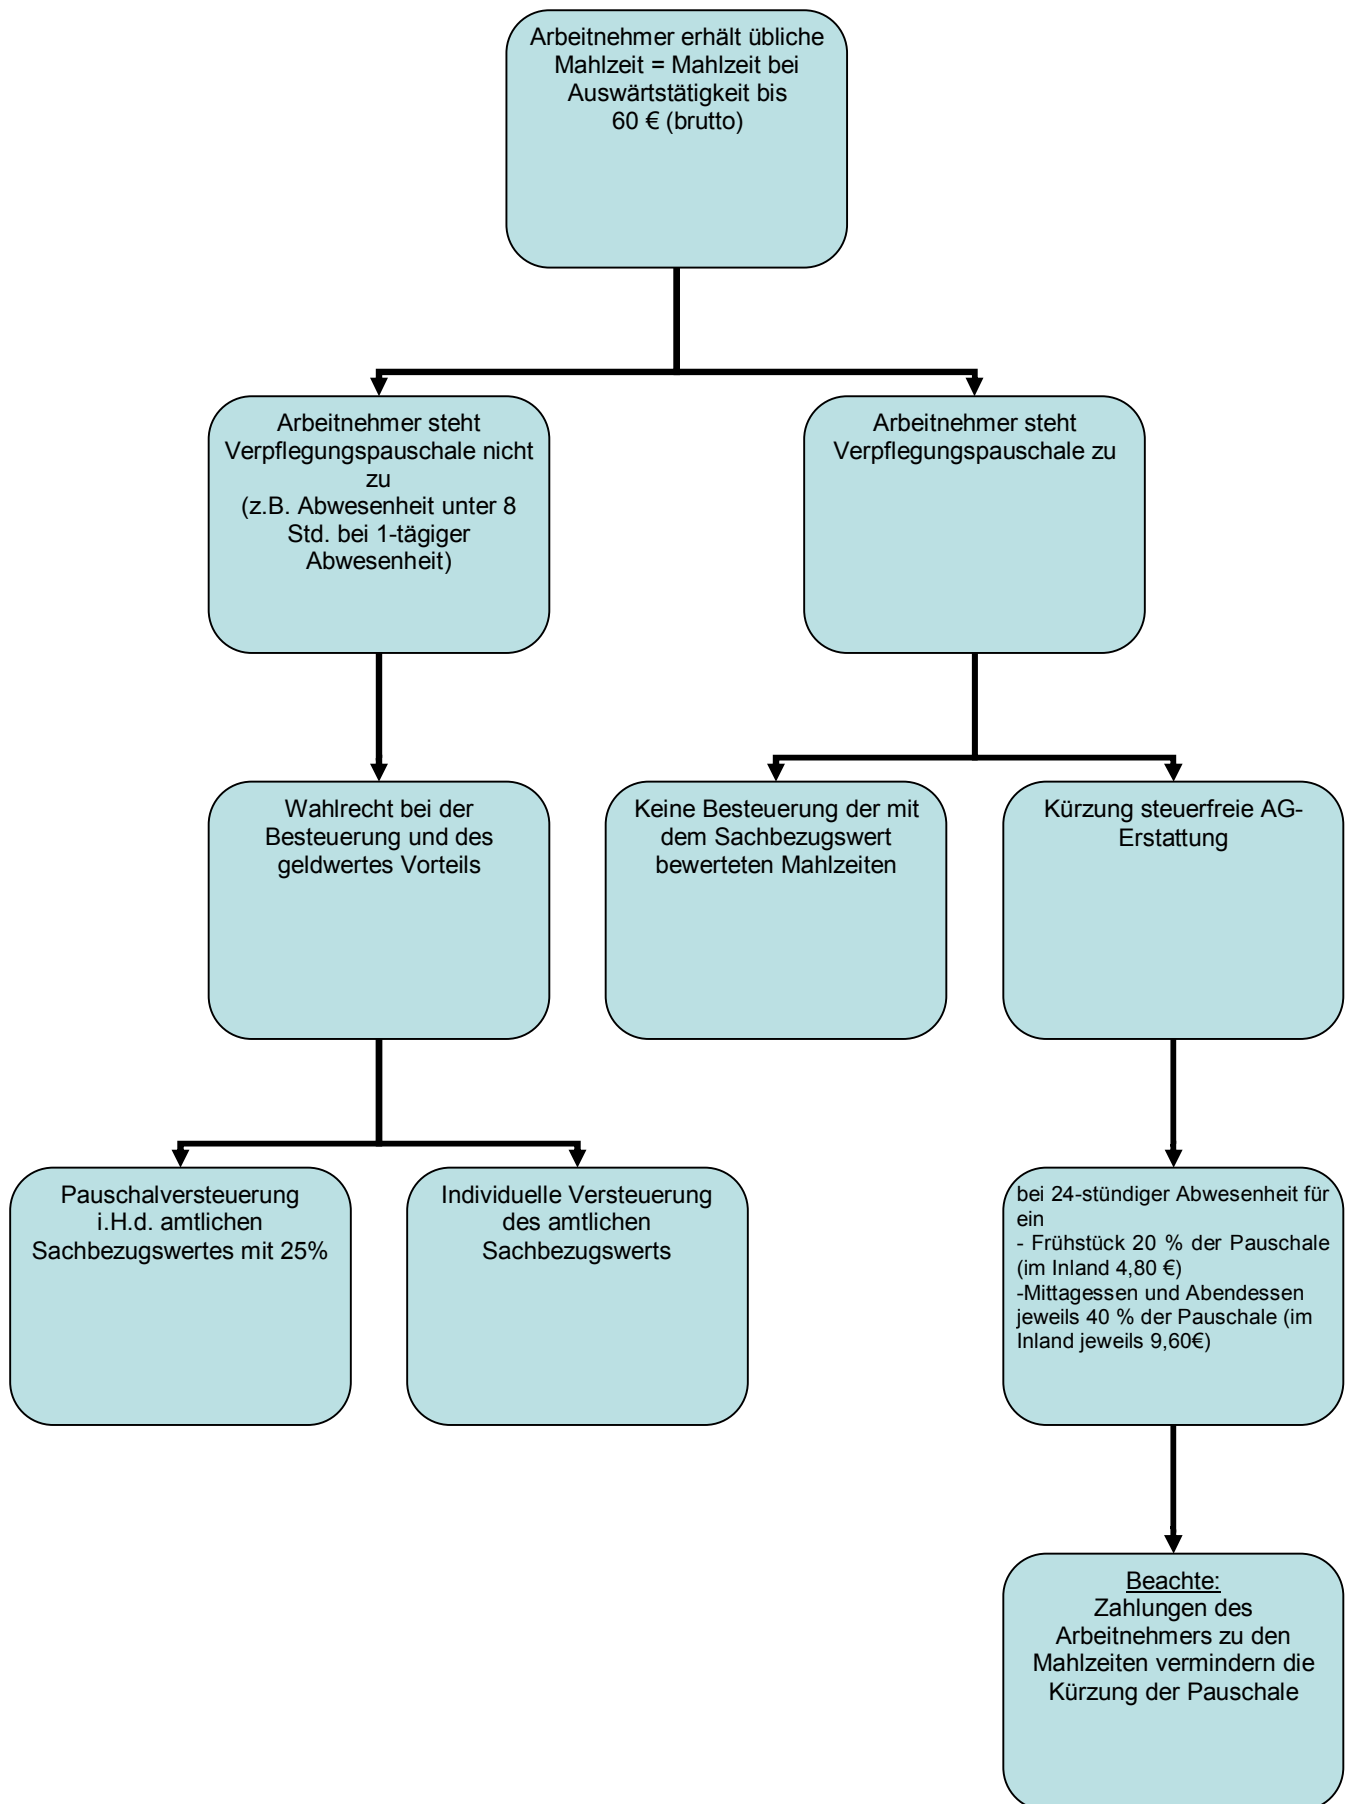 Arbeitnehmer erhält übliche
Mahlzeit = Mahlzeit bei
Auswärtstätigkeit bis
60 € (brutto)
Arbeitnehmer steht
Verpflegungspauschale nicht
zu
(z.B. Abwesenheit unter 8
Std. bei 1-tägiger
Abwesenheit)
Arbeitnehmer steht
Verpflegungspauschale zu
Wahlrecht bei der
Besteuerung und des
geldwertes Vorteils
Keine Besteuerung der mit
dem Sachbezugswert
bewerteten Mahlzeiten
Kürzung steuerfreie AG-
Erstattung
Pauschalversteuerung
i.H.d. amtlichen
Sachbezugswertes mit 25%
Individuelle Versteuerung
des amtlichen
Sachbezugswerts
bei 24-stündiger Abwesenheit für
ein
- Frühstück 20 % der Pauschale
(im Inland 4,80 €)
-Mittagessen und Abendessen
jeweils 40 % der Pauschale (im
Inland jeweils 9,60€)
Beachte:
Zahlungen des
Arbeitnehmers zu den
Mahlzeiten vermindern die
Kürzung der Pauschale